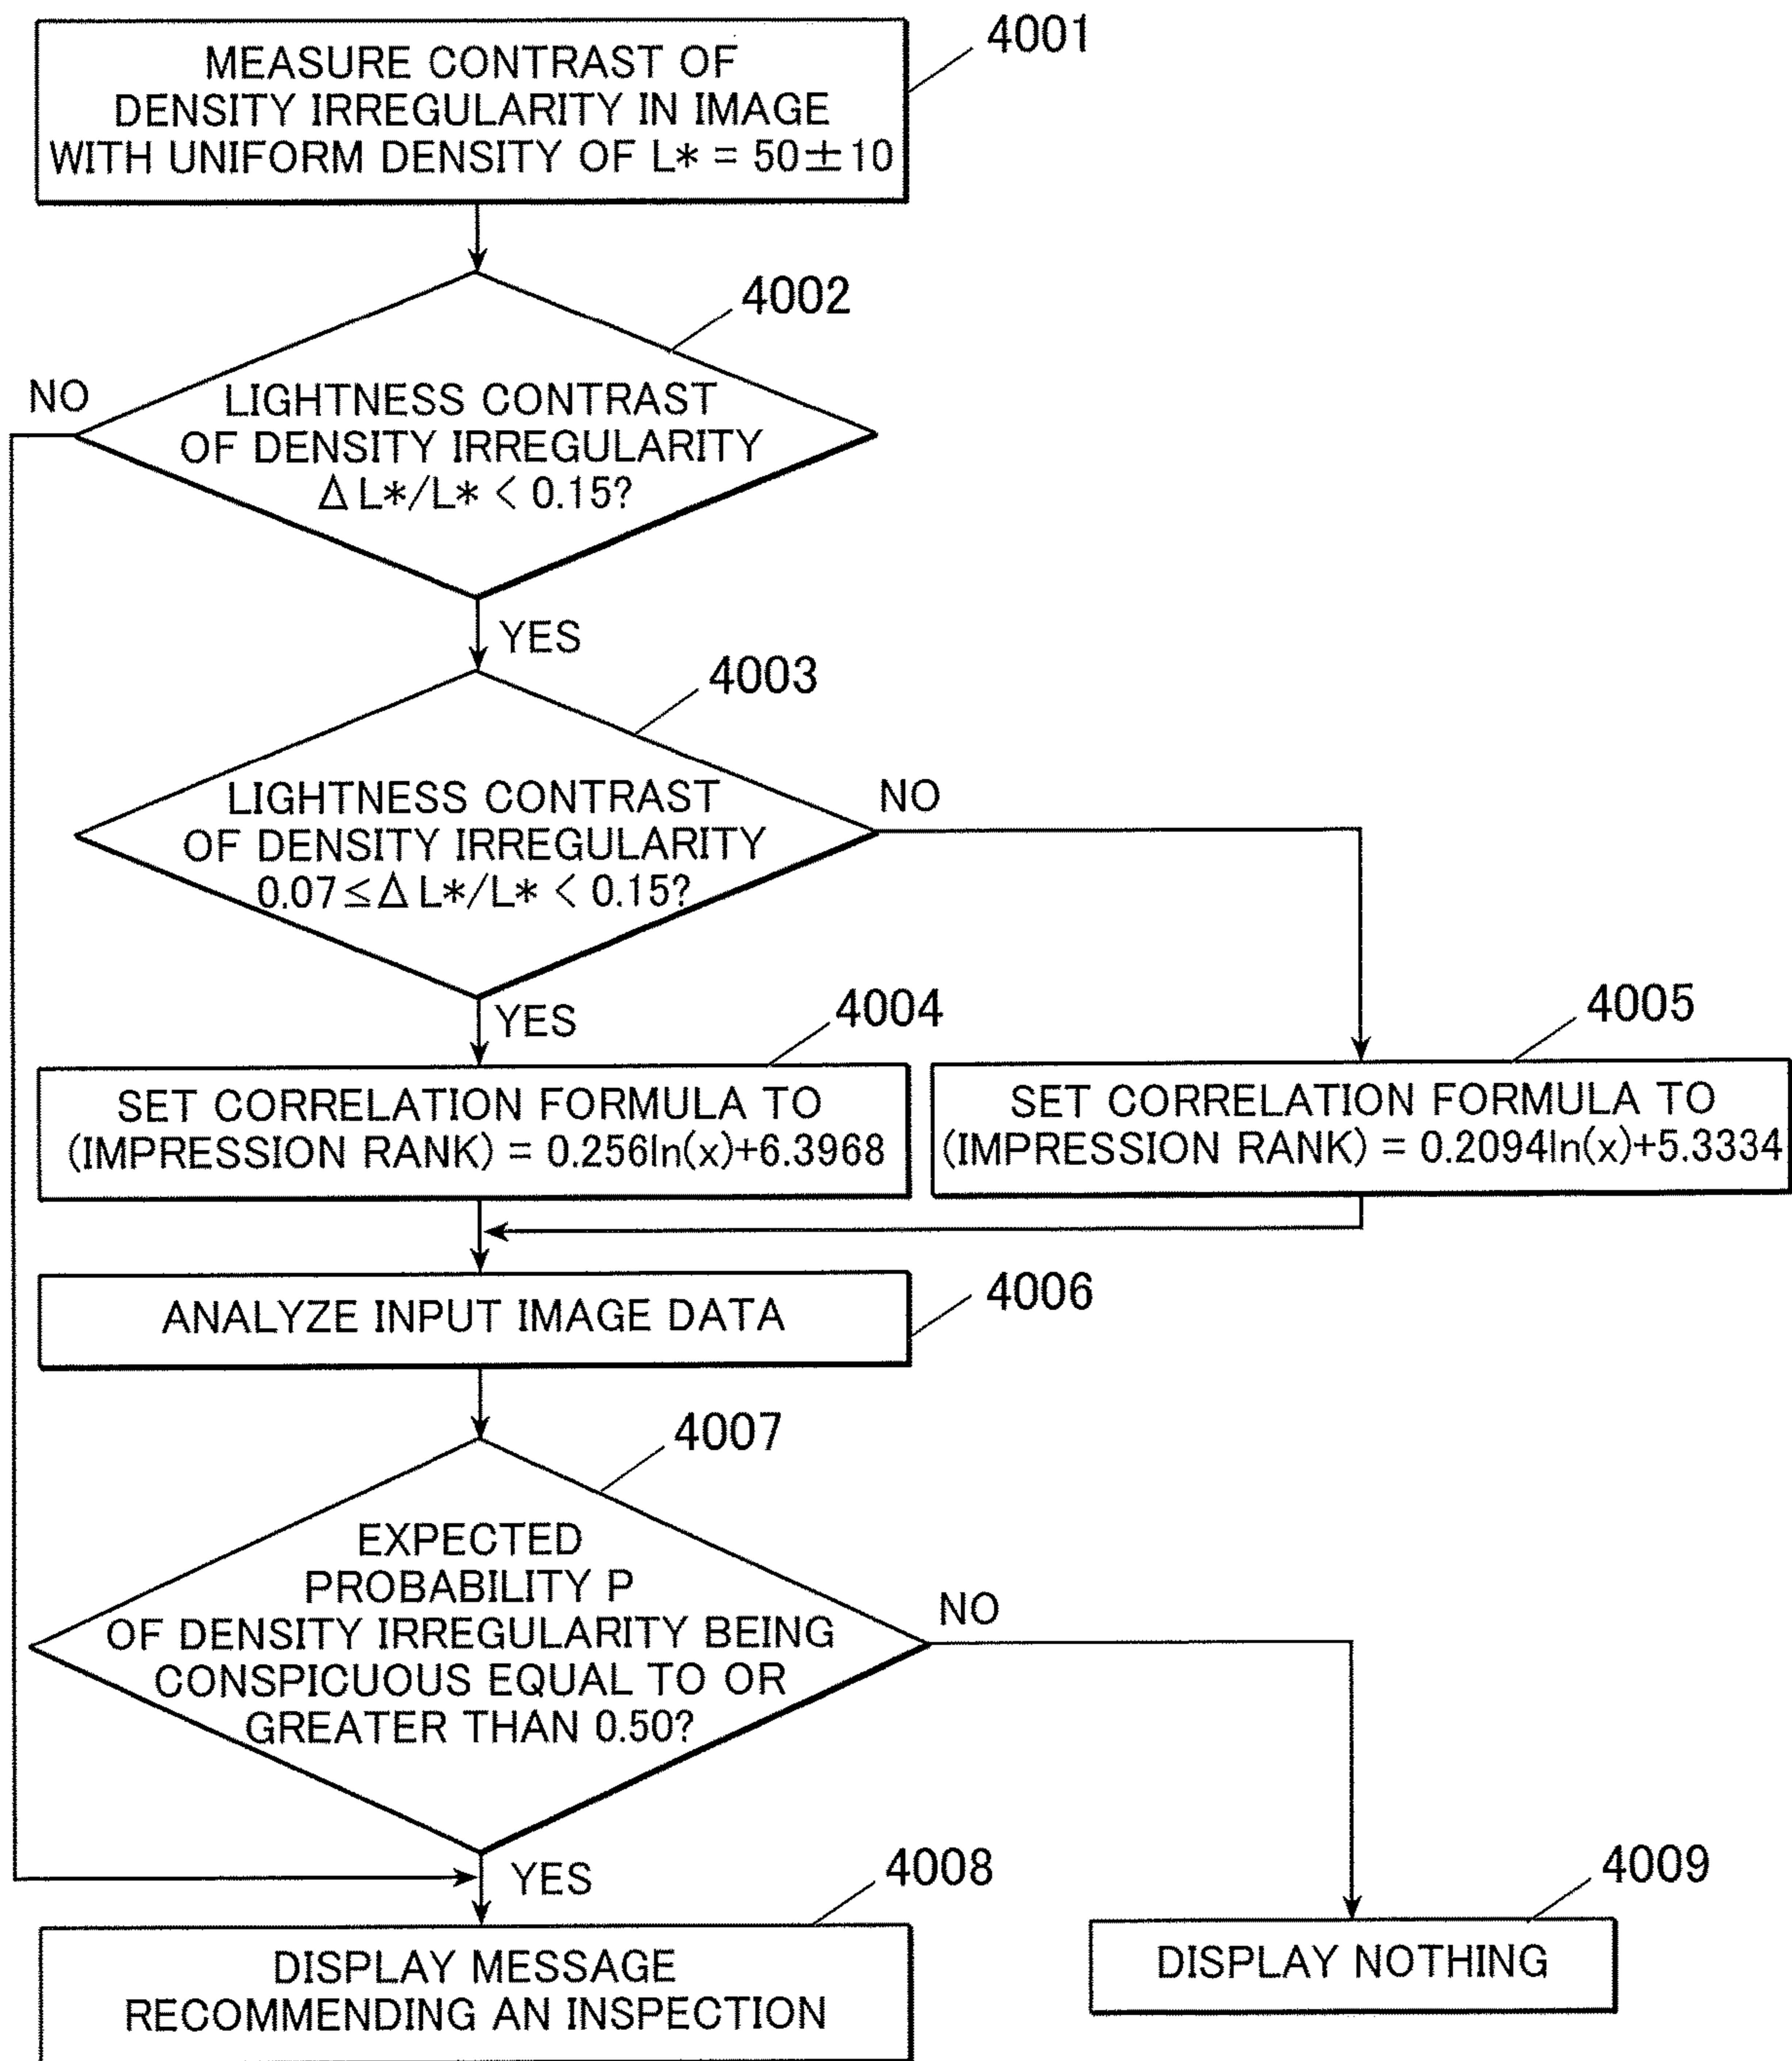 4001
MEASURE CONTRAST OF
DENSITY IRREGULARITY IN IMAGE
WITH UNIFORM DENSITY OF L* = 50±10
4002
NO
LIGHTNESS CONTRAST
OF DENSITY IRREGULARITY
Δ L*/L* < 0.15?
YES
4003
LIGHTNESS CONTRAST
OF DENSITY IRREGULARITY
0.07≤Δ L*/L* < 0.15?
NO
YES
4004
4005
SET CORRELATION FORMULA TO
(IMPRESSION RANK) = 0.256ln(x)+6.3968
SET CORRELATION FORMULA TO
(IMPRESSION RANK) = 0.2094ln(x)+5.3334
4006
ANALYZE INPUT IMAGE DATA
4007
EXPECTED
PROBABILITY P
OF DENSITY IRREGULARITY BEING
CONSPICUOUS EQUAL TO OR
GREATER THAN 0.50?
NO
YES
4008
4009
DISPLAY MESSAGE
RECOMMENDING AN INSPECTION
DISPLAY NOTHING